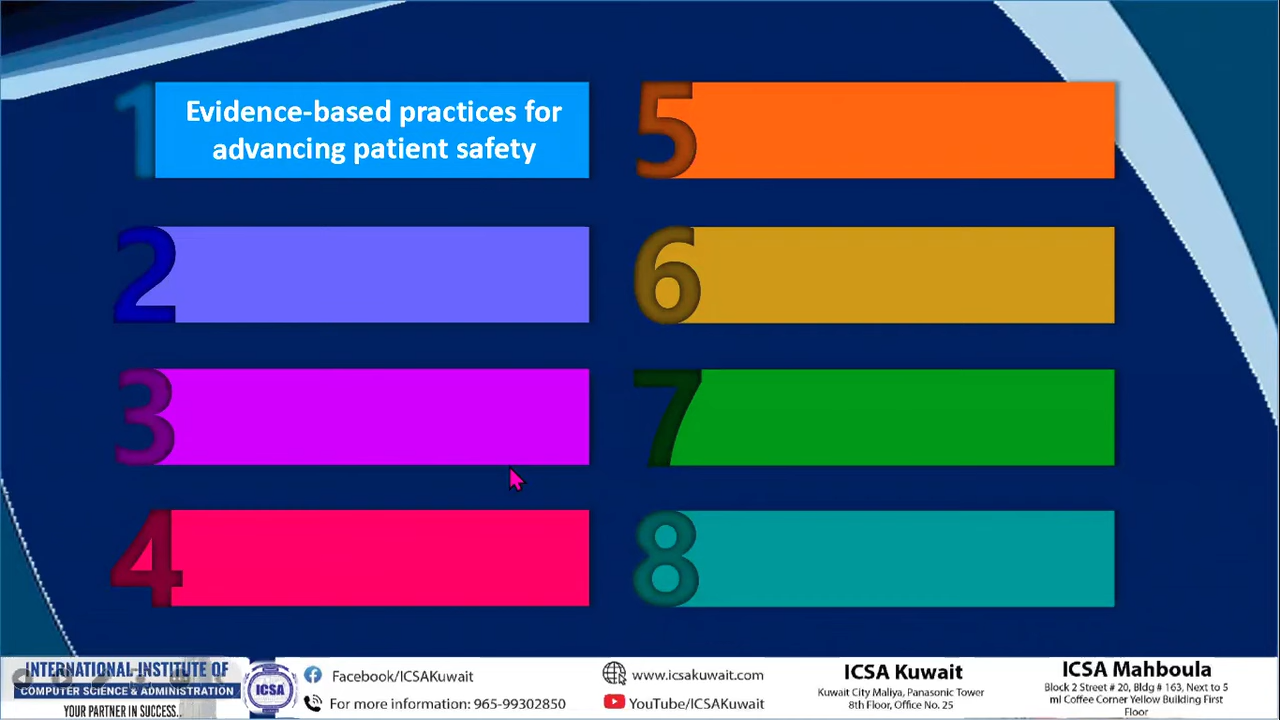 1
Evidence-based practices for
advancing patient safety
2
3
4
5
6
7
8
INTERNATIONAL INSTITUTE OF
COMPUTER SCIENCE & ADMINISTRATION
YOUR PARTNER IN SUCCESS..
ICSA
Facebook/ICSAKuwait
For more information: 965-99302850
www.icsakuwait.com
YouTube/ICSAKuwait
ICSA Kuwait
Kuwait City Maliya, Panasonic Tower
8th Floor, Office No. 25
ICSA Mahboula
Block 2 Street # 20, Bldg # 163, Next to 5
ml Coffee Corner Yellow Building First
Floor